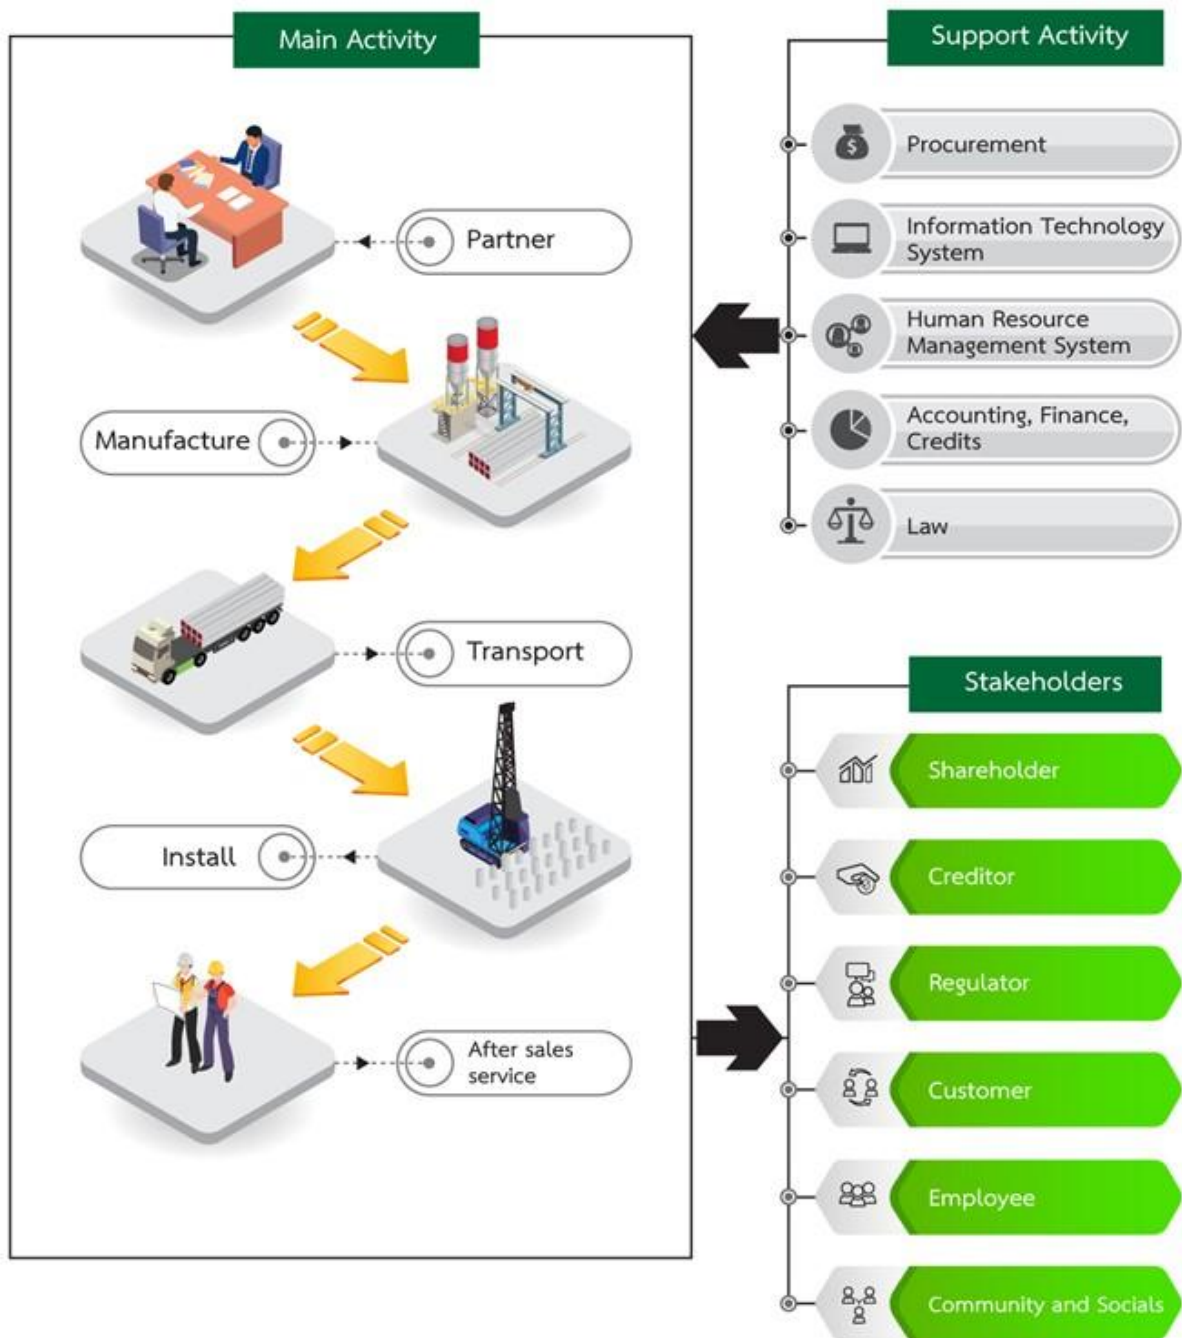 Main Activity
Partner
Manufacture
Transport
Install
After sales
service
Support Activity
Procurement
Information Technology
System
Human Resource
Management System
Accounting, Finance,
Credits
Law
Stakeholders
Shareholder
Creditor
Regulator
Customer
Employee
Community and Socials